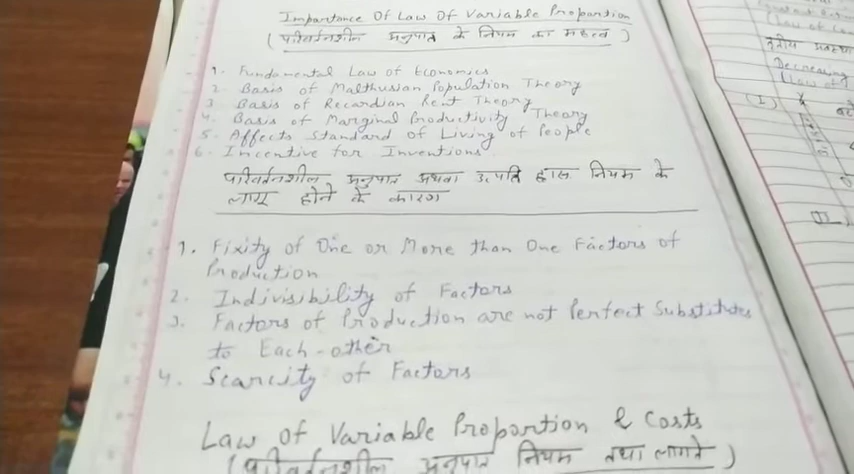 Importance Of Law Of Variable Proportion
( परिवर्तनशील अनुपात के नियम का महत्व )
1. Fundamental Law of Economics
2. Basis of Malthusian Population Theory
3 Basis of Recardian Rent Theory
4. Basis of Marginal Productivity Theory
5. Affects Standard of Living of People
6. Incentive for Inventions
परिवर्तनशील अनुपात अथवा उत्पत्ति ह्रास नियम के
लागू होने के कारण
1. Fixity of One or More than One Factors of
Production
2. Indivisibility of Factors
3. Factors of Production are not Perfect Substitutes
to Each-other
4. Scarcity of Factors
Law of Variable Proportion & Costs
(परिवर्तनशील अनुपात नियम तथा लागतें )
तृतीय अवस्था
Decreasing
(I)